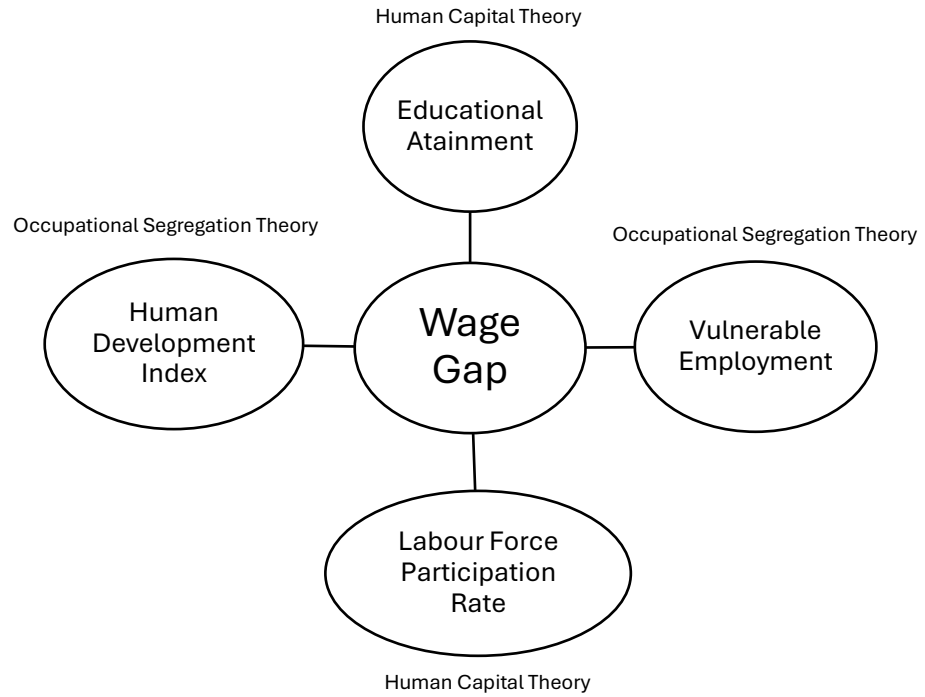 Human Capital Theory
Educational
Atainment
Occupational Segregation Theory
Occupational Segregation Theory
Human
Development
Index
Wage
Gap
Vulnerable
Employment
Labour Force
Participation
Rate
Human Capital Theory